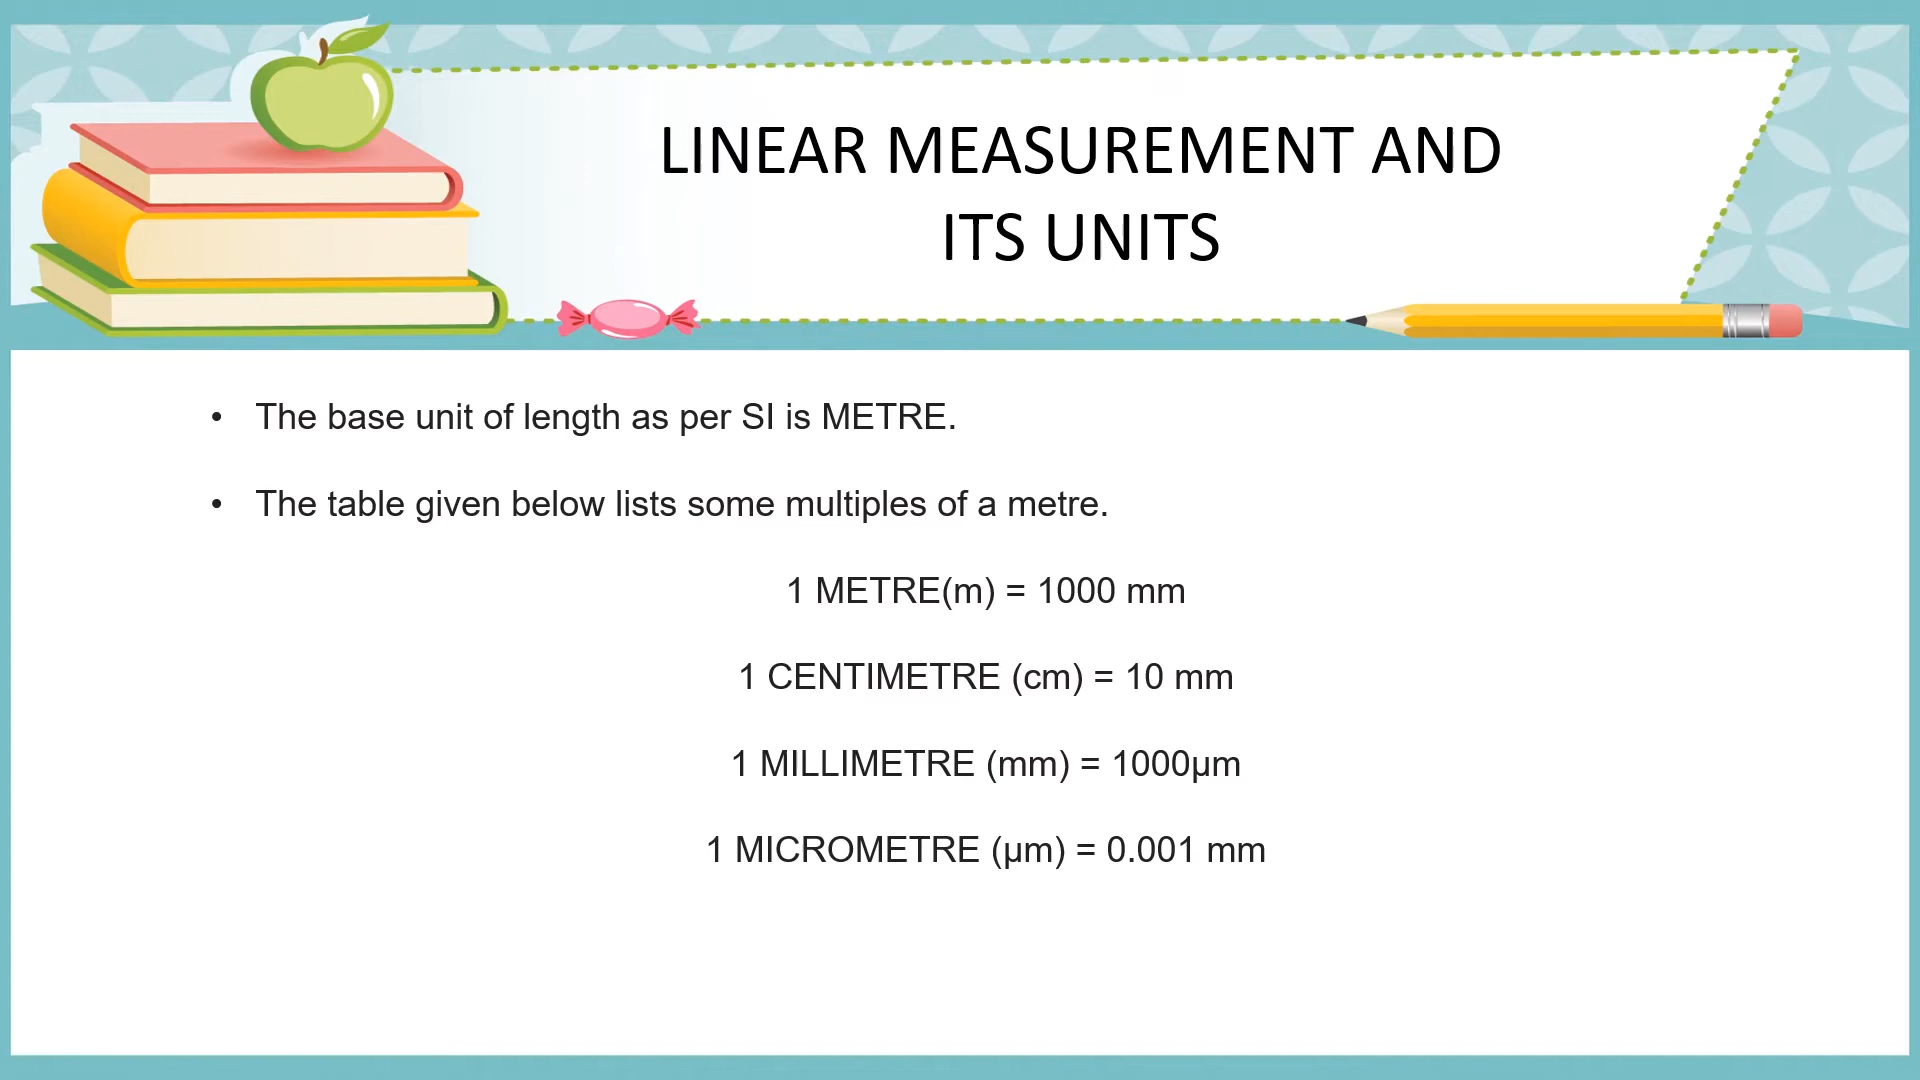 LINEAR MEASUREMENT AND
ITS UNITS
• The base unit of length as per SI is METRE.
• The table given below lists some multiples of a metre.
1 METRE(m) = 1000 mm
1 CENTIMETRE (cm) = 10 mm
1 MILLIMETRE (mm) = 1000µm
1 MICROMETRE (µm) = 0.001 mm